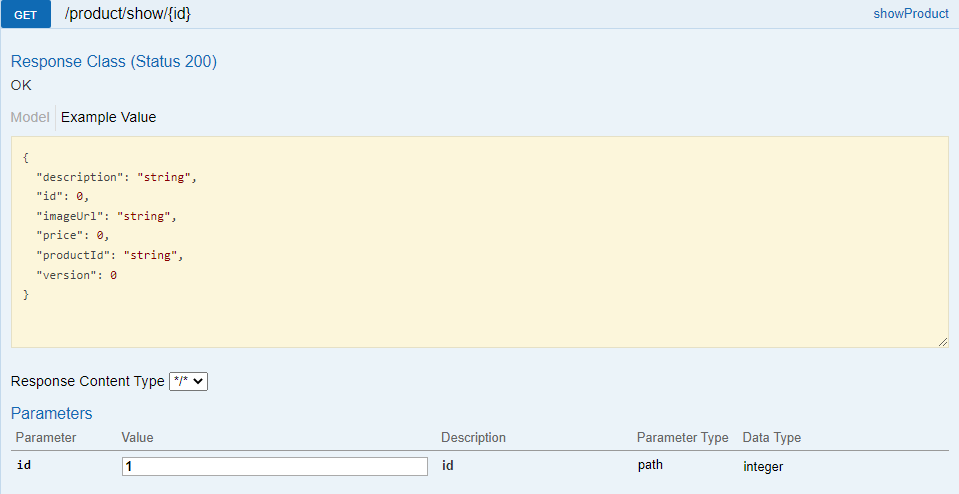 GET /product/show/{id} showProduct
Response Class (Status 200)
OK
Model Example Value
{
  "description": "string",
  "id": 0,
  "imageUrl": "string",
  "price": 0,
  "productId": "string",
  "version": 0
}
Response Content Type */*
Parameters
Parameter Value Description Parameter Type Data Type
id 1 id path integer